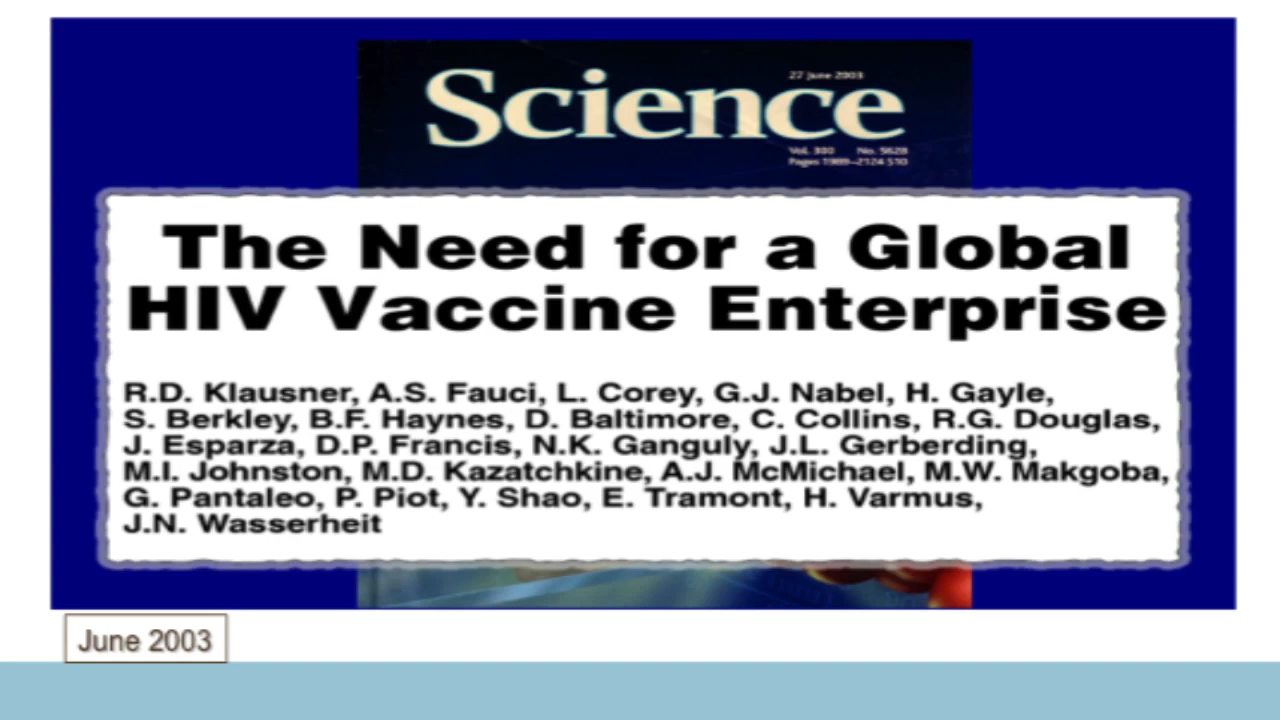 27 June 2003
Science
Vol. 300 No. 5628
Pages 1989–2124 $10
The Need for a Global
HIV Vaccine Enterprise
R.D. Klausner, A.S. Fauci, L. Corey, G.J. Nabel, H. Gayle,
S. Berkley, B.F. Haynes, D. Baltimore, C. Collins, R.G. Douglas,
J. Esparza, D.P. Francis, N.K. Ganguly, J.L. Gerberding,
M.I. Johnston, M.D. Kazatchkine, A.J. McMichael, M.W. Makgoba,
G. Pantaleo, P. Piot, Y. Shao, E. Tramont, H. Varmus,
J.N. Wasserheit
June 2003